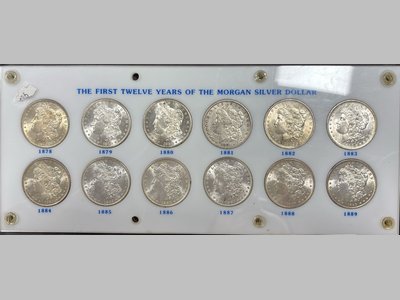 THE FIRST TWELVE YEARS OF THE MORGAN SILVER DOLLAR
1878 1879 1880 1881 1882 1883
1884 1885 1886 1887 1888 1889